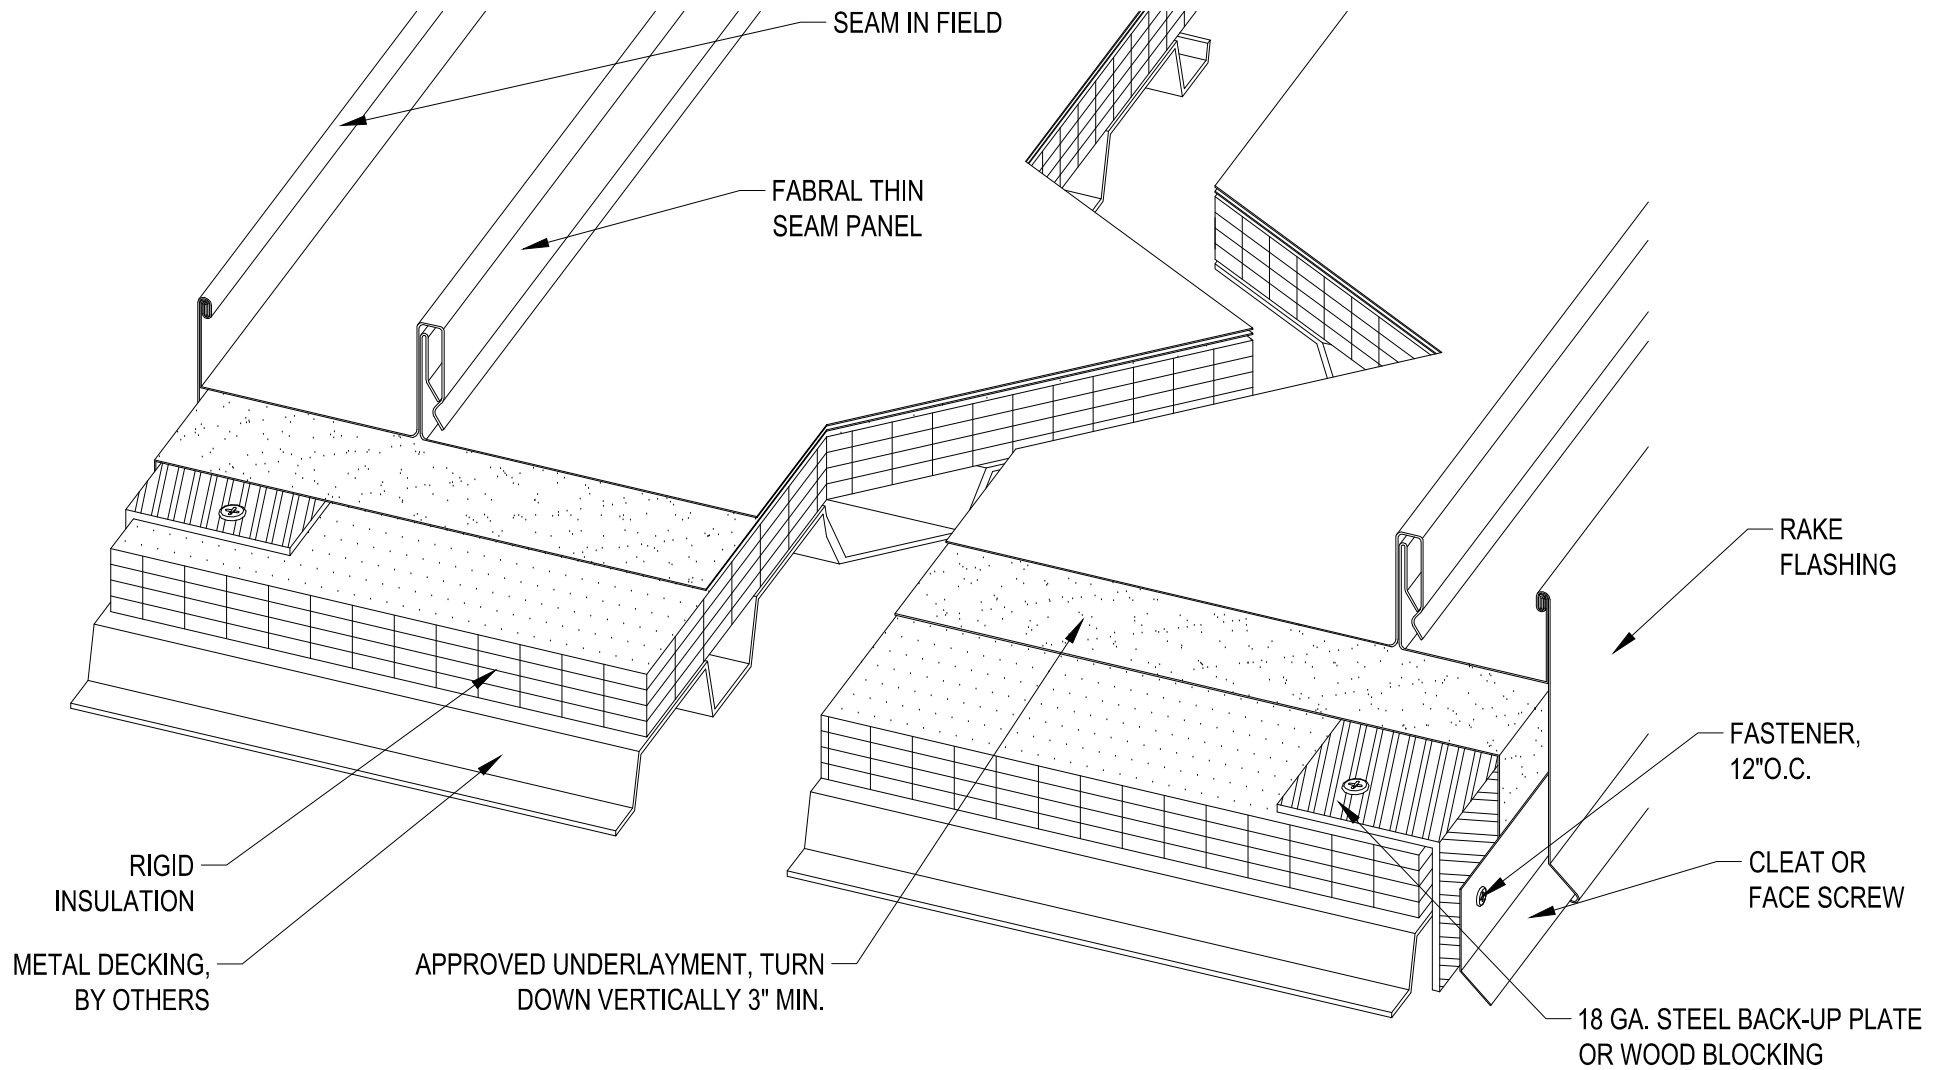 SEAM IN FIELD
FABRAL THIN
SEAM PANEL
RAKE
FLASHING
FASTENER,
12"O.C.
RIGID
INSULATION
CLEAT OR
FACE SCREW
METAL DECKING,
BY OTHERS
APPROVED UNDERLAYMENT, TURN
DOWN VERTICALLY 3" MIN.
18 GA. STEEL BACK-UP PLATE
OR WOOD BLOCKING